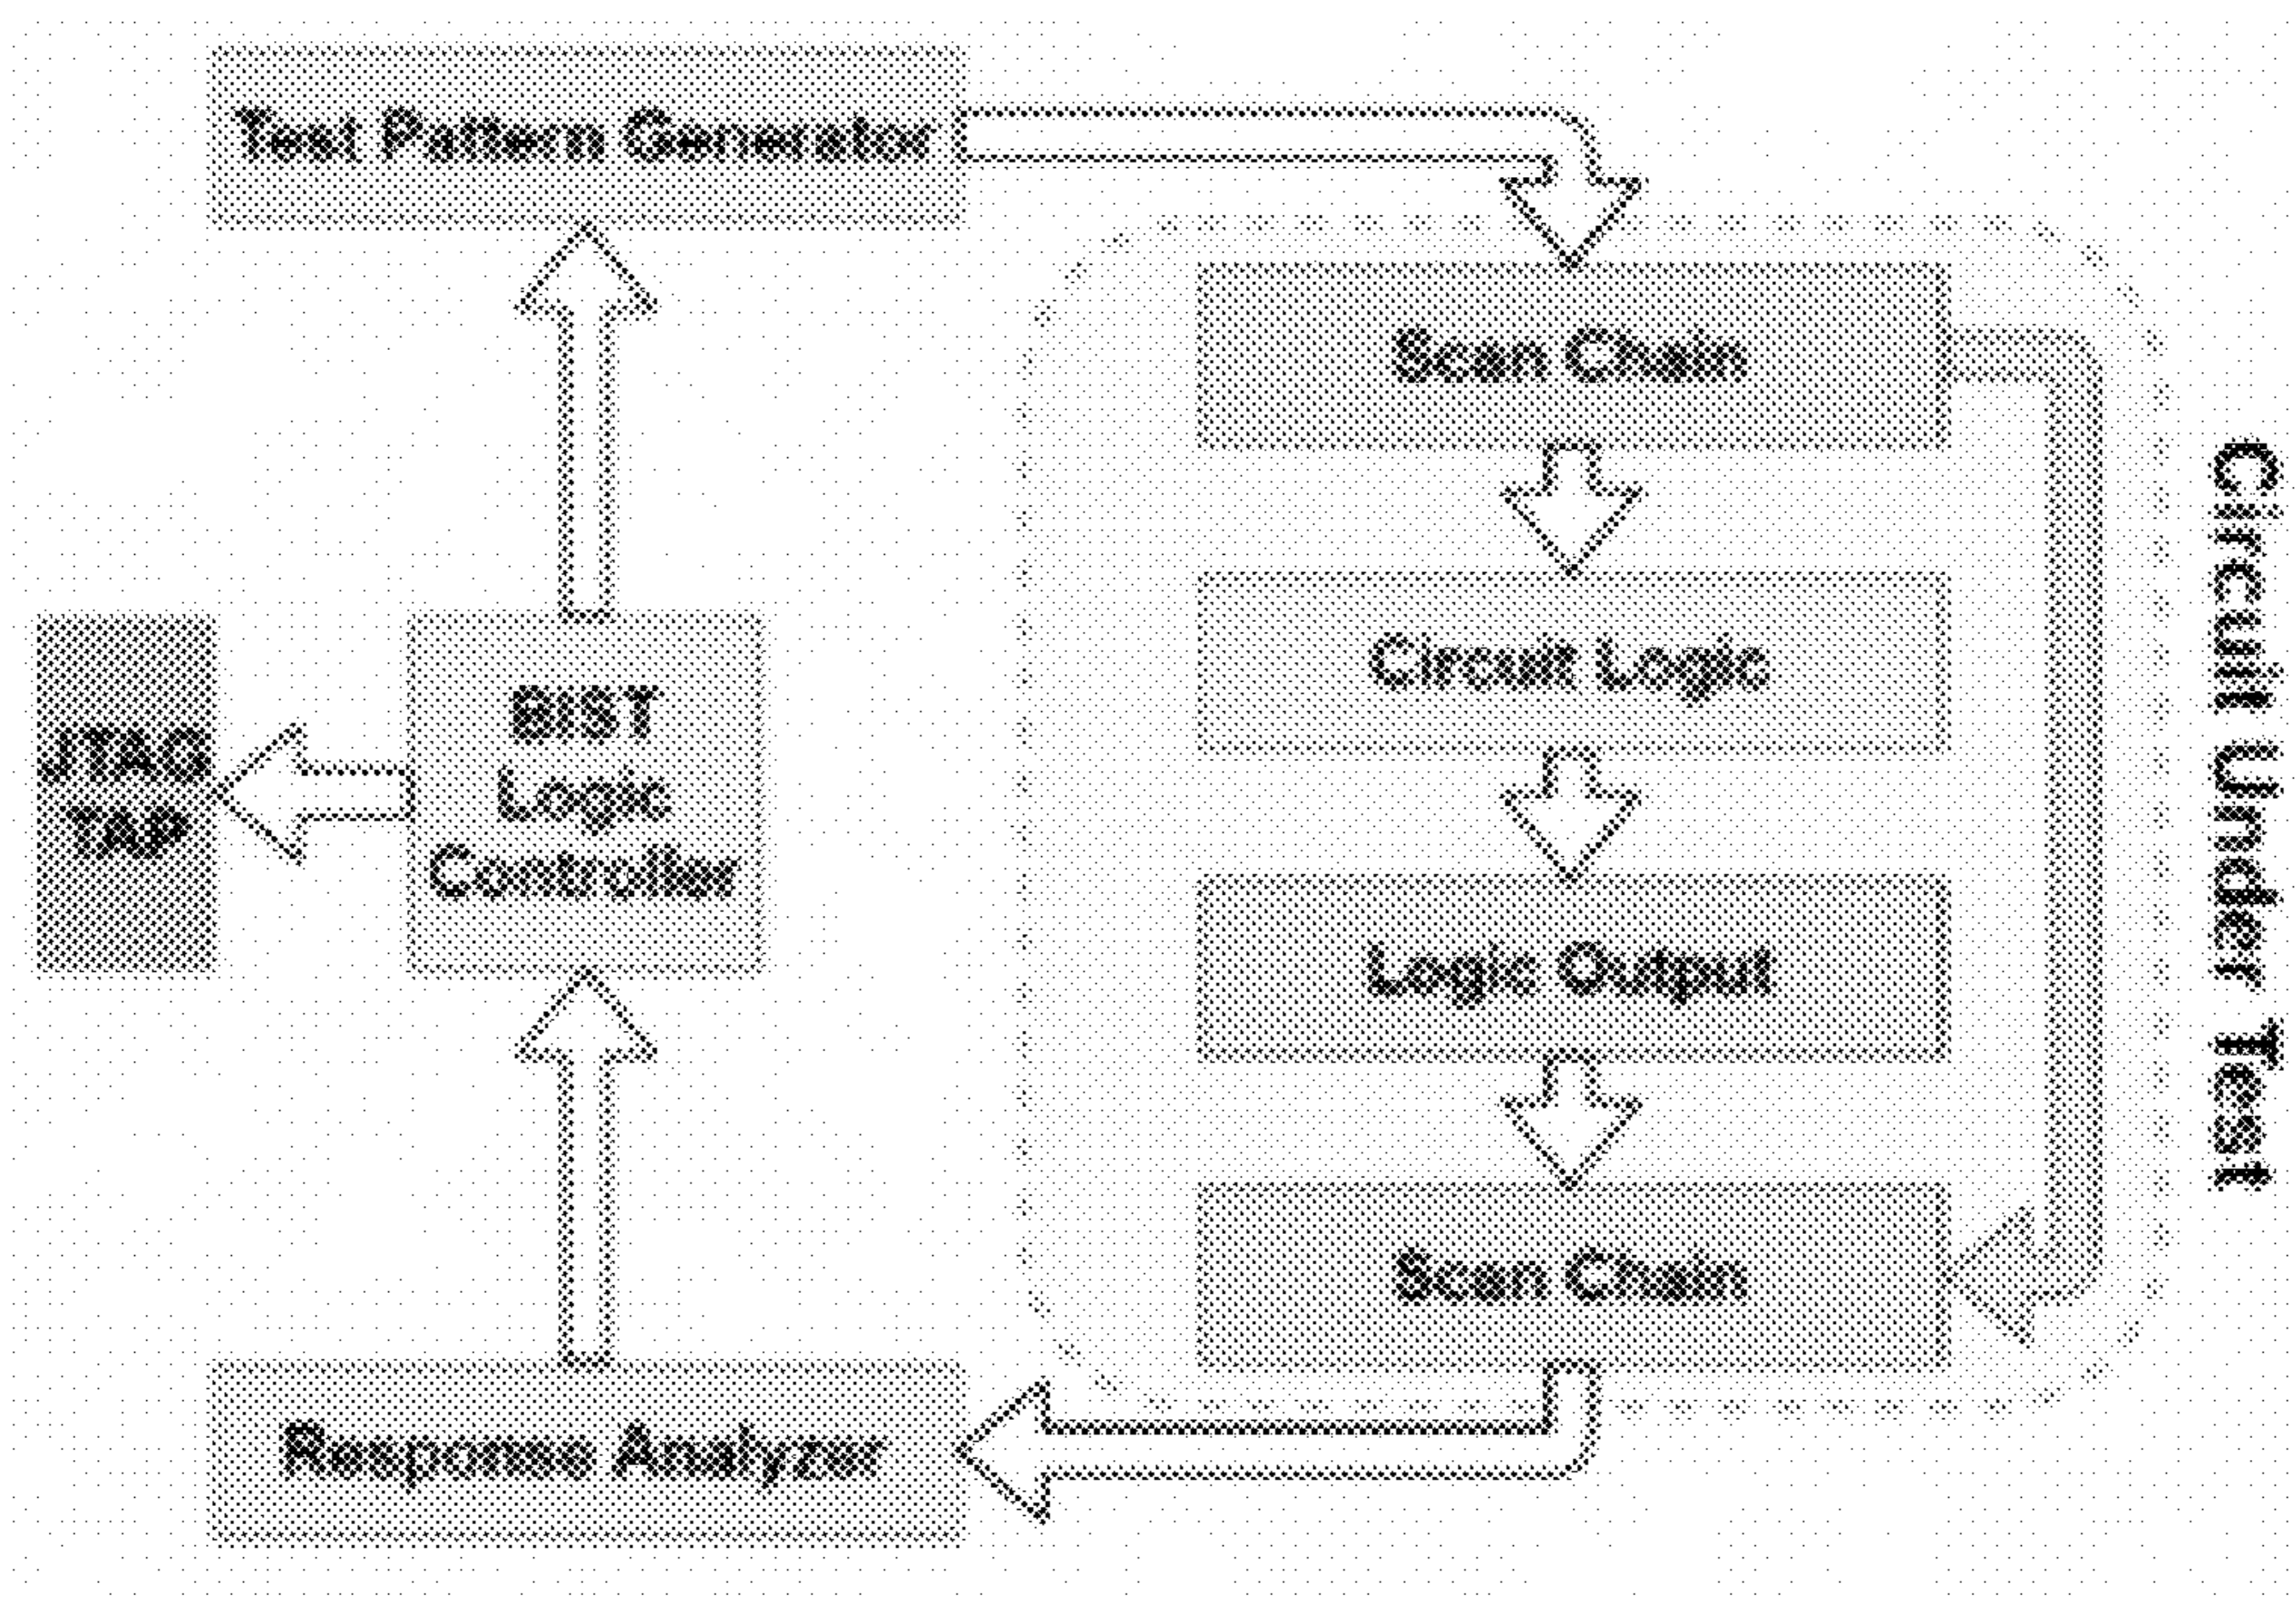 Test Pattern Generator
Scan Chain
Circuit Logic
Logic Output
Scan Chain
Circuit Under Test
BIST
Logic
Controller
JTAG
TAP
Response Analyzer